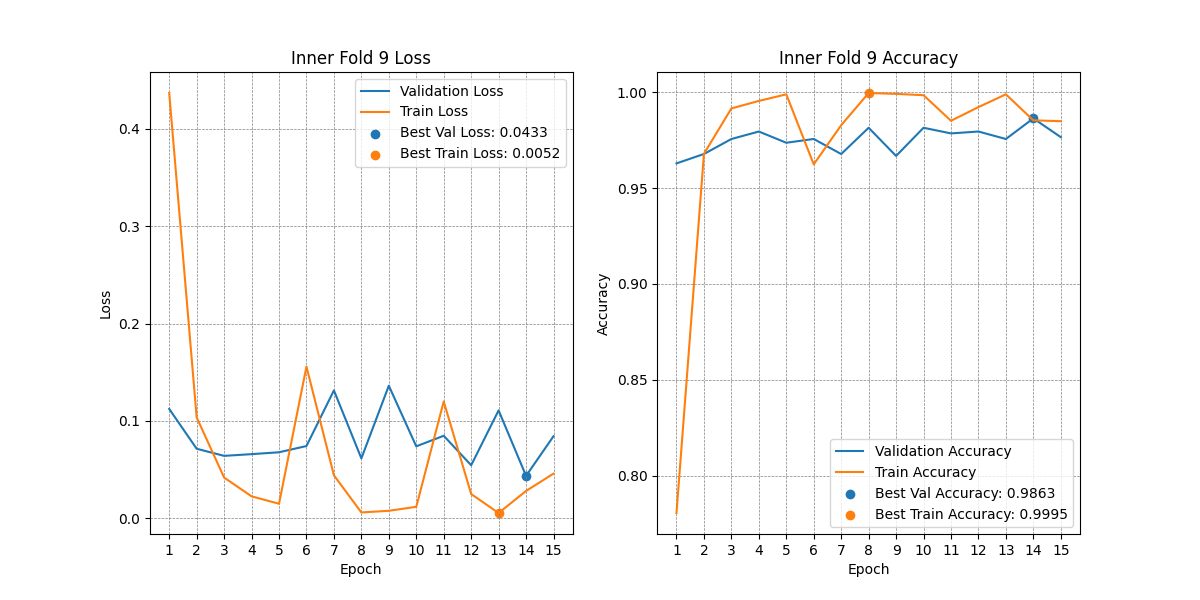 Inner Fold 9 Loss
Validation Loss
Train Loss
Best Val Loss: 0.0433
Best Train Loss: 0.0052
0.4
0.3
0.2
0.1
0.0
Loss
1 2 3 4 5 6 7 8 9 10 11 12 13 14 15
Epoch
Inner Fold 9 Accuracy
1.00
0.95
0.90
0.85
0.80
Accuracy
Validation Accuracy
Train Accuracy
Best Val Accuracy: 0.9863
Best Train Accuracy: 0.9995
1 2 3 4 5 6 7 8 9 10 11 12 13 14 15
Epoch